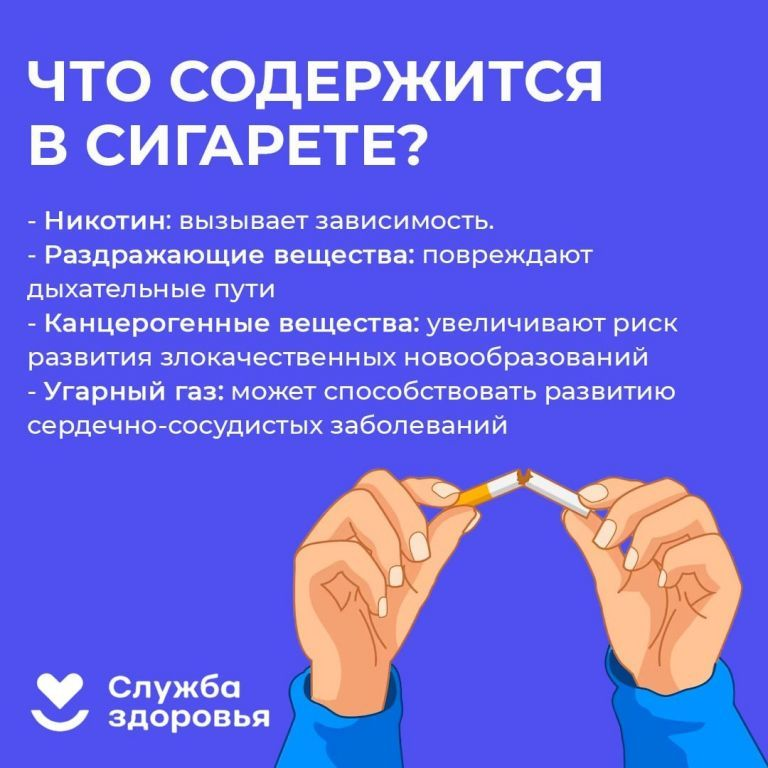 ЧТО СОДЕРЖИТСЯ
В СИГАРЕТЕ?
- Никотин: вызывает зависимость.
- Раздражающие вещества: повреждают
дыхательные пути
- Канцерогенные вещества: увеличивают риск
развития злокачественных новообразований
- Угарный газ: может способствовать развитию
сердечно-сосудистых заболеваний
Служба
здоровья